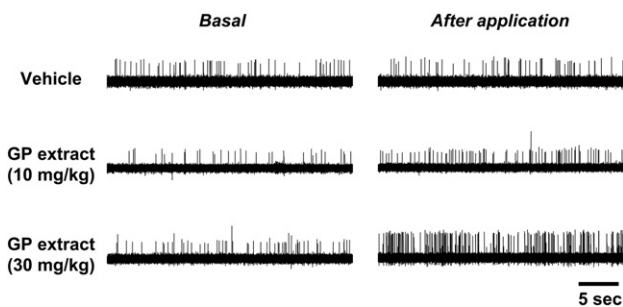 Basal
After application
Vehicle
GP extract
(10 mg/kg)
GP extract
(30 mg/kg)
5 sec